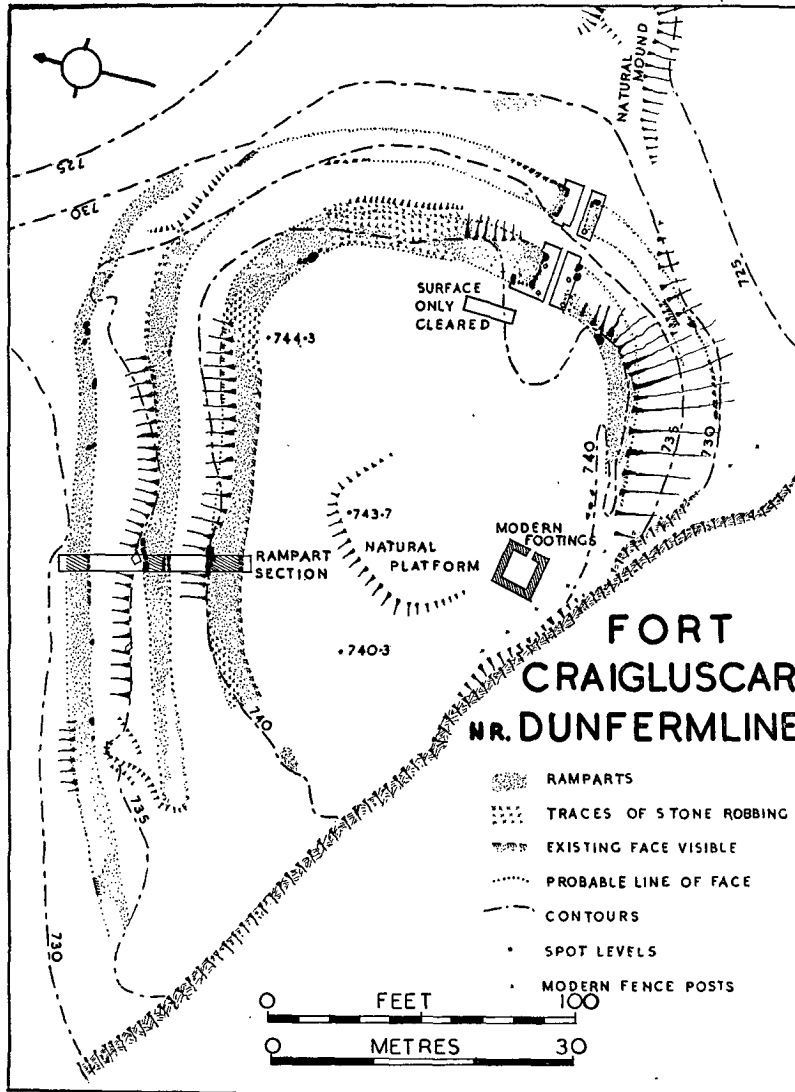 NATURAL
MOUND
725
730
725
SURFACE
ONLY
CLEARED
·744·3
735
730
740
·743·7
NATURAL
PLATFORM
MODERN
FOOTINGS
RAMPART
SECTION
·740·3
740
735
730
FORT
CRAIGLUSCAR
NR. DUNFERMLINE
RAMPARTS
TRACES OF STONE ROBBING
EXISTING FACE VISIBLE
PROBABLE LINE OF FACE
CONTOURS
SPOT LEVELS
MODERN FENCE POSTS
0 FEET 100
0 METRES 30